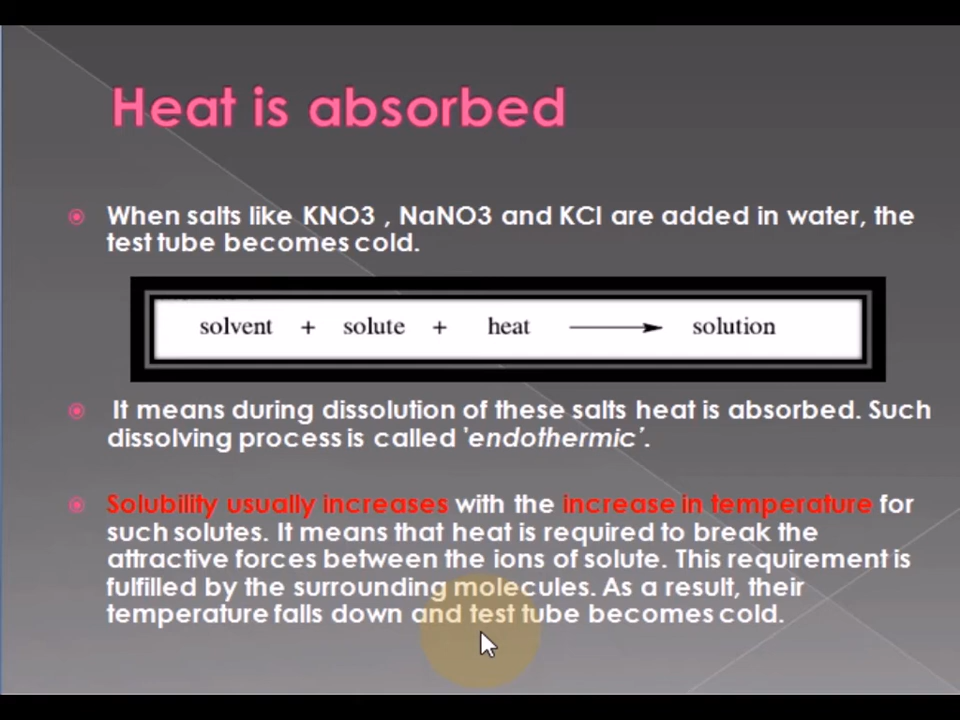 Heat is absorbed
When salts like KNO3 , NaNO3 and KCl are added in water, the
test tube becomes cold.
solvent + solute + heat ⟶ solution
It means during dissolution of these salts heat is absorbed. Such
dissolving process is called 'endothermic'.
Solubility usually increases with the increase in temperature for
such solutes. It means that heat is required to break the
attractive forces between the ions of solute. This requirement is
fulfilled by the surrounding molecules. As a result, their
temperature falls down and test tube becomes cold.